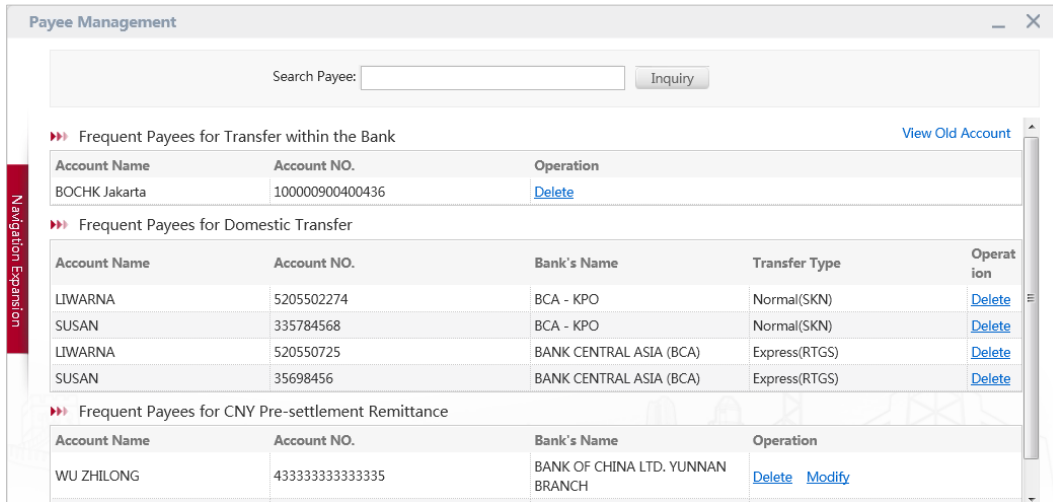 Payee Management
Search Payee: Inquiry
Frequent Payees for Transfer within the Bank View Old Account
Account Name Account NO. Operation
BOCHK Jakarta 100000900400436 Delete
Frequent Payees for Domestic Transfer
Account Name Account NO. Bank's Name Transfer Type Operat
ion
LIWARNA 5205502274 BCA - KPO Normal(SKN) Delete
SUSAN 335784568 BCA - KPO Normal(SKN) Delete
LIWARNA 520550725 BANK CENTRAL ASIA (BCA) Express(RTGS) Delete
SUSAN 35698456 BANK CENTRAL ASIA (BCA) Express(RTGS) Delete
Frequent Payees for CNY Pre-settlement Remittance
Account Name Account NO. Bank's Name Operation
WU ZHILONG 433333333333335 BANK OF CHINA LTD. YUNNAN
BRANCH Delete Modify
Navigation Expansion